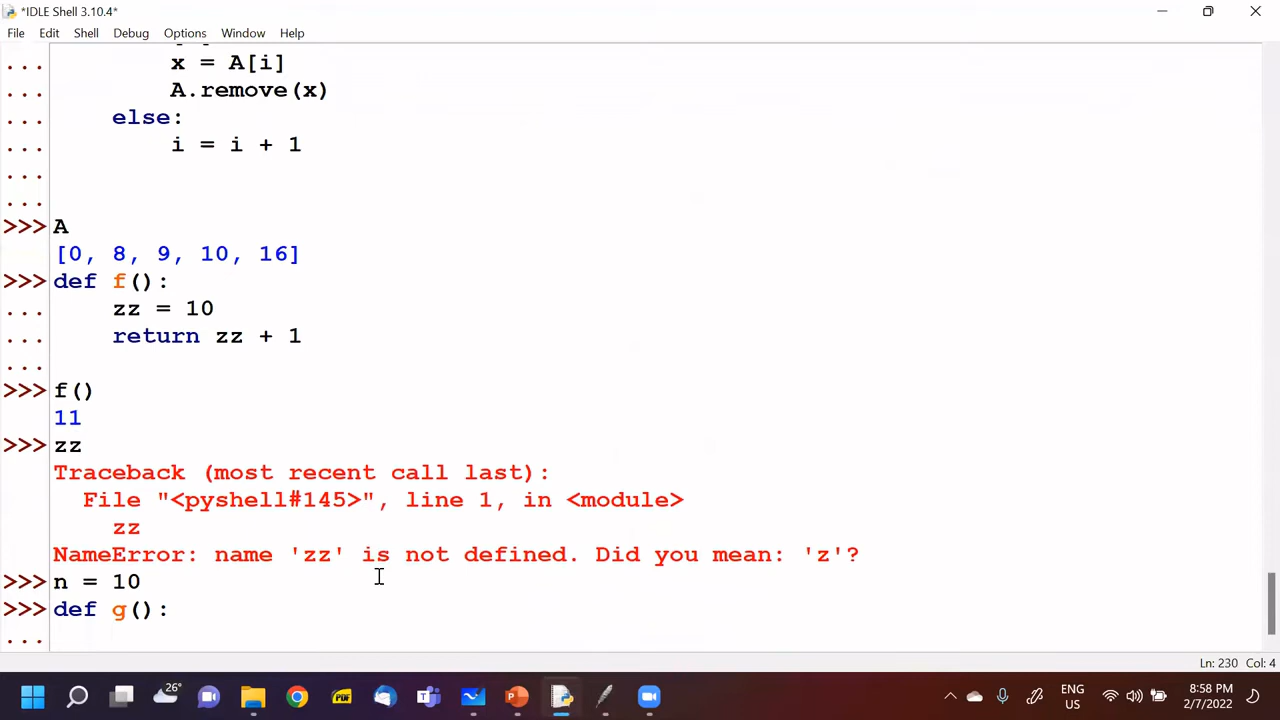 *IDLE Shell 3.10.4*
File Edit Shell Debug Options Window Help
... x = A[i]
... A.remove(x)
... else:
... i = i + 1
...
...
>>> A
[0, 8, 9, 10, 16]
>>> def f():
... zz = 10
... return zz + 1
...
>>> f()
11
>>> zz
Traceback (most recent call last):
File "<pyshell#145>", line 1, in <module>
zz
NameError: name 'zz' is not defined. Did you mean: 'z'?
>>> n = 10
>>> def g():
...
Ln: 230 Col: 4
26°
PDF
ENG
US
8:58 PM
2/7/2022